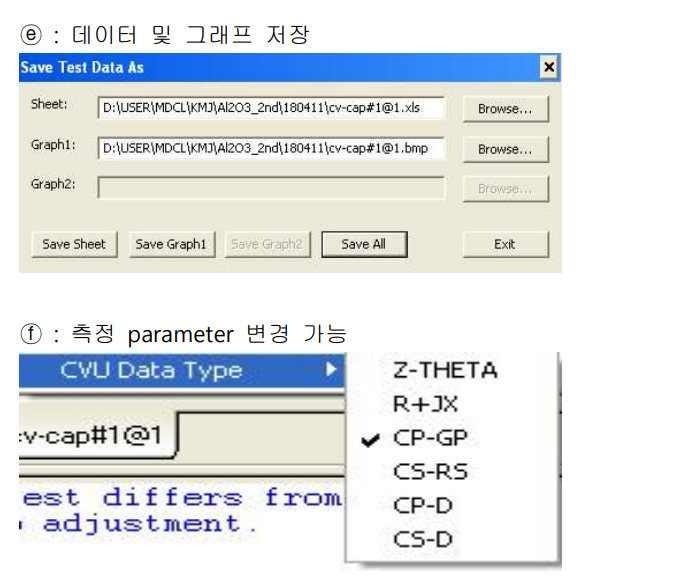 ⓔ : 데이터 및 그래프 저장
Save Test Data As
Sheet: D:\USER\MDCL\KMJ\Al2O3_2nd\180411\cv-cap#1@1.xls Browse...
Graph1: D:\USER\MDCL\KMJ\Al2O3_2nd\180411\cv-cap#1@1.bmp Browse...
Graph2: Browse...
Save Sheet Save Graph1 Save Graph2 Save All Exit
ⓕ : 측정 parameter 변경 가능
CVU Data Type
Z-THETA
R+JX
cv-cap#1@1
CP-GP
CS-RS
est differs from
CP-D
adjustment.
CS-D